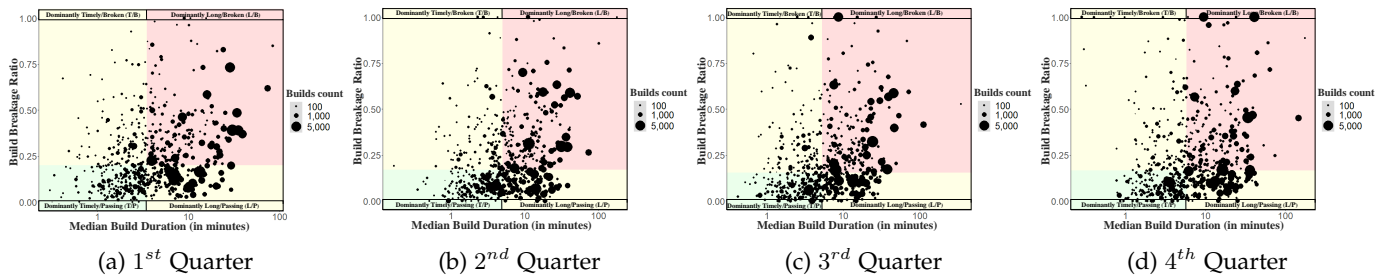 Dominantly Timely/Broken (T/B) Dominantly Long/Broken (L/B)
1.00
0.75
0.50
0.25
0.00
Build Breakage Ratio
Dominantly Timely/Passing (T/P) Dominantly Long/Passing (L/P)
1 10 100
Median Build Duration (in minutes)
Builds count
100
1,000
5,000
(a) 1st Quarter
Dominantly Timely/Broken (T/B) Dominantly Long/Broken (L/B)
1.00
0.75
0.50
0.25
0.00
Build Breakage Ratio
Dominantly Timely/Passing (T/P) Dominantly Long/Passing (L/P)
1 10 100
Median Build Duration (in minutes)
Builds count
100
1,000
5,000
(b) 2nd Quarter
Dominantly Timely/Broken (T/B) Dominantly Long/Broken (L/B)
1.00
0.75
0.50
0.25
0.00
Build Breakage Ratio
Dominantly Timely/Passing (T/P) Dominantly Long/Passing (L/P)
1 10 100
Median Build Duration (in minutes)
Builds count
100
1,000
5,000
(c) 3rd Quarter
Dominantly Timely/Broken (T/B) Dominantly Long/Broken (L/B)
1.00
0.75
0.50
0.25
0.00
Build Breakage Ratio
Dominantly Timely/Passing (T/P) Dominantly Long/Passing (L/P)
1 10 100
Median Build Duration (in minutes)
Builds count
100
1,000
5,000
(d) 4th Quarter